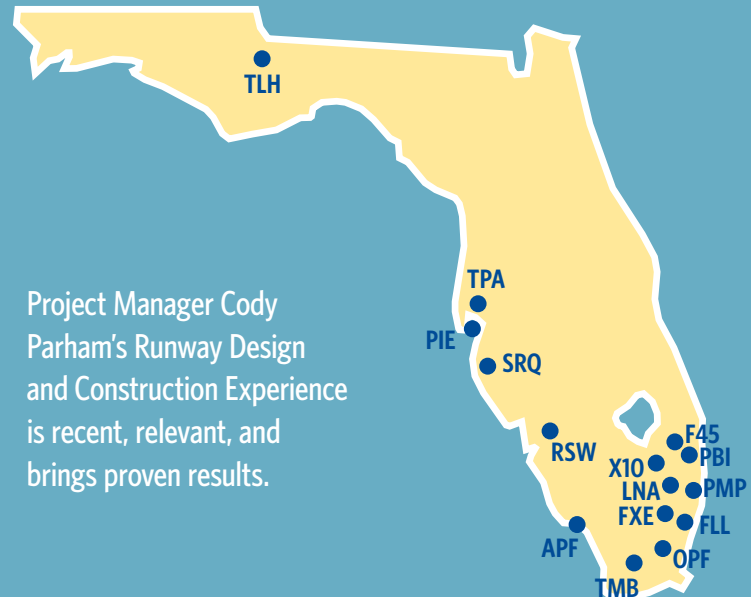 TLH
TPA
PIE
SRQ
Project Manager Cody
Parham's Runway Design
and Construction Experience
is recent, relevant, and
brings proven results.
RSW
F45
PBI
X10
LNA
PMP
FXE
FLL
APF
OPF
TMB